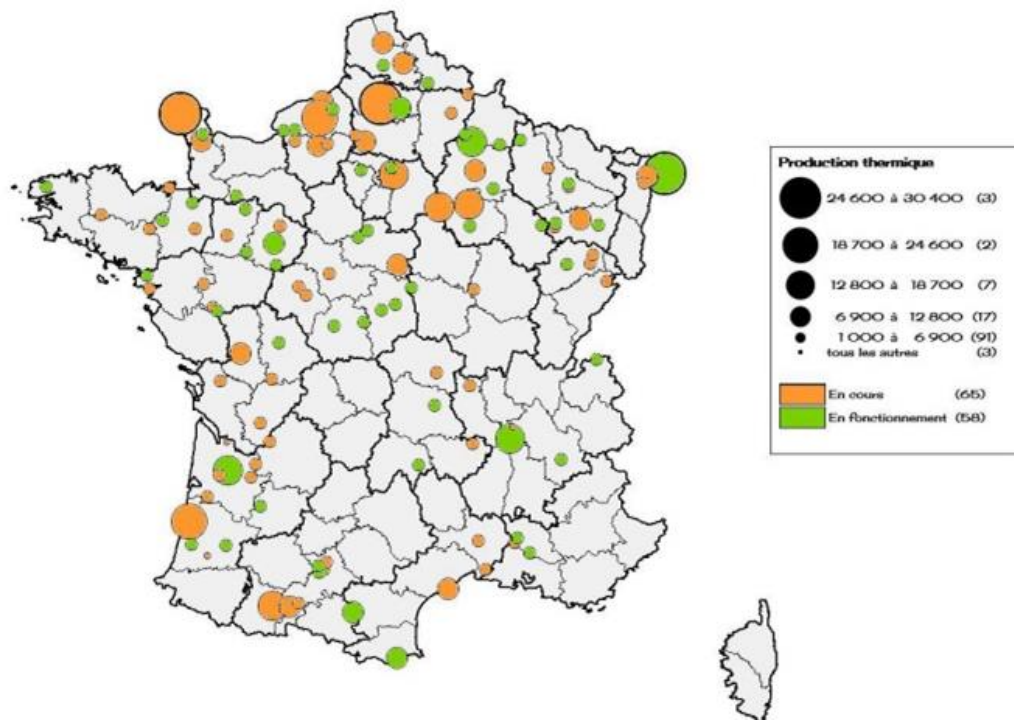 Production thermique
24 600 à 30 400 (3)
18 700 à 24 600 (2)
12 800 à 18 700 (7)
6 900 à 12 800 (17)
1 000 à 6 900 (91)
tous les autres (3)
En cours (65)
En fonctionnement (58)